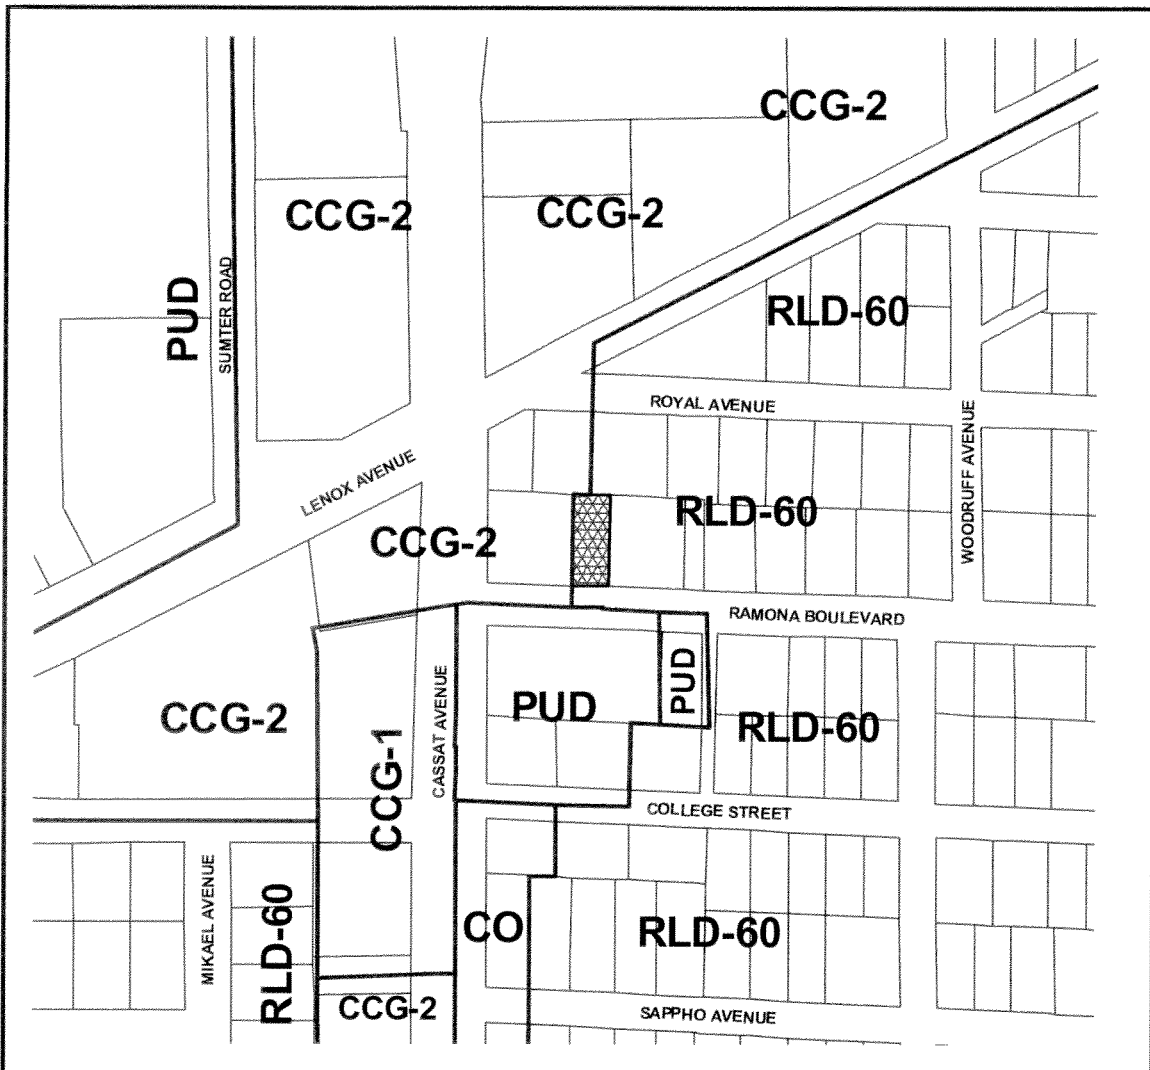 CCG-2
CCG-2
CCG-2
PUD
SUMTER ROAD
RLD-60
ROYAL AVENUE
WOODRUFF AVENUE
LENOX AVENUE
RLD-60
CCG-2
RAMONA BOULEVARD
PUD
PUD
CASSAT AVENUE
CCG-2
RLD-60
CCG-1
COLLEGE STREET
MIKAEL AVENUE
RLD-60
CO
RLD-60
CCG-2
SAPPHO AVENUE